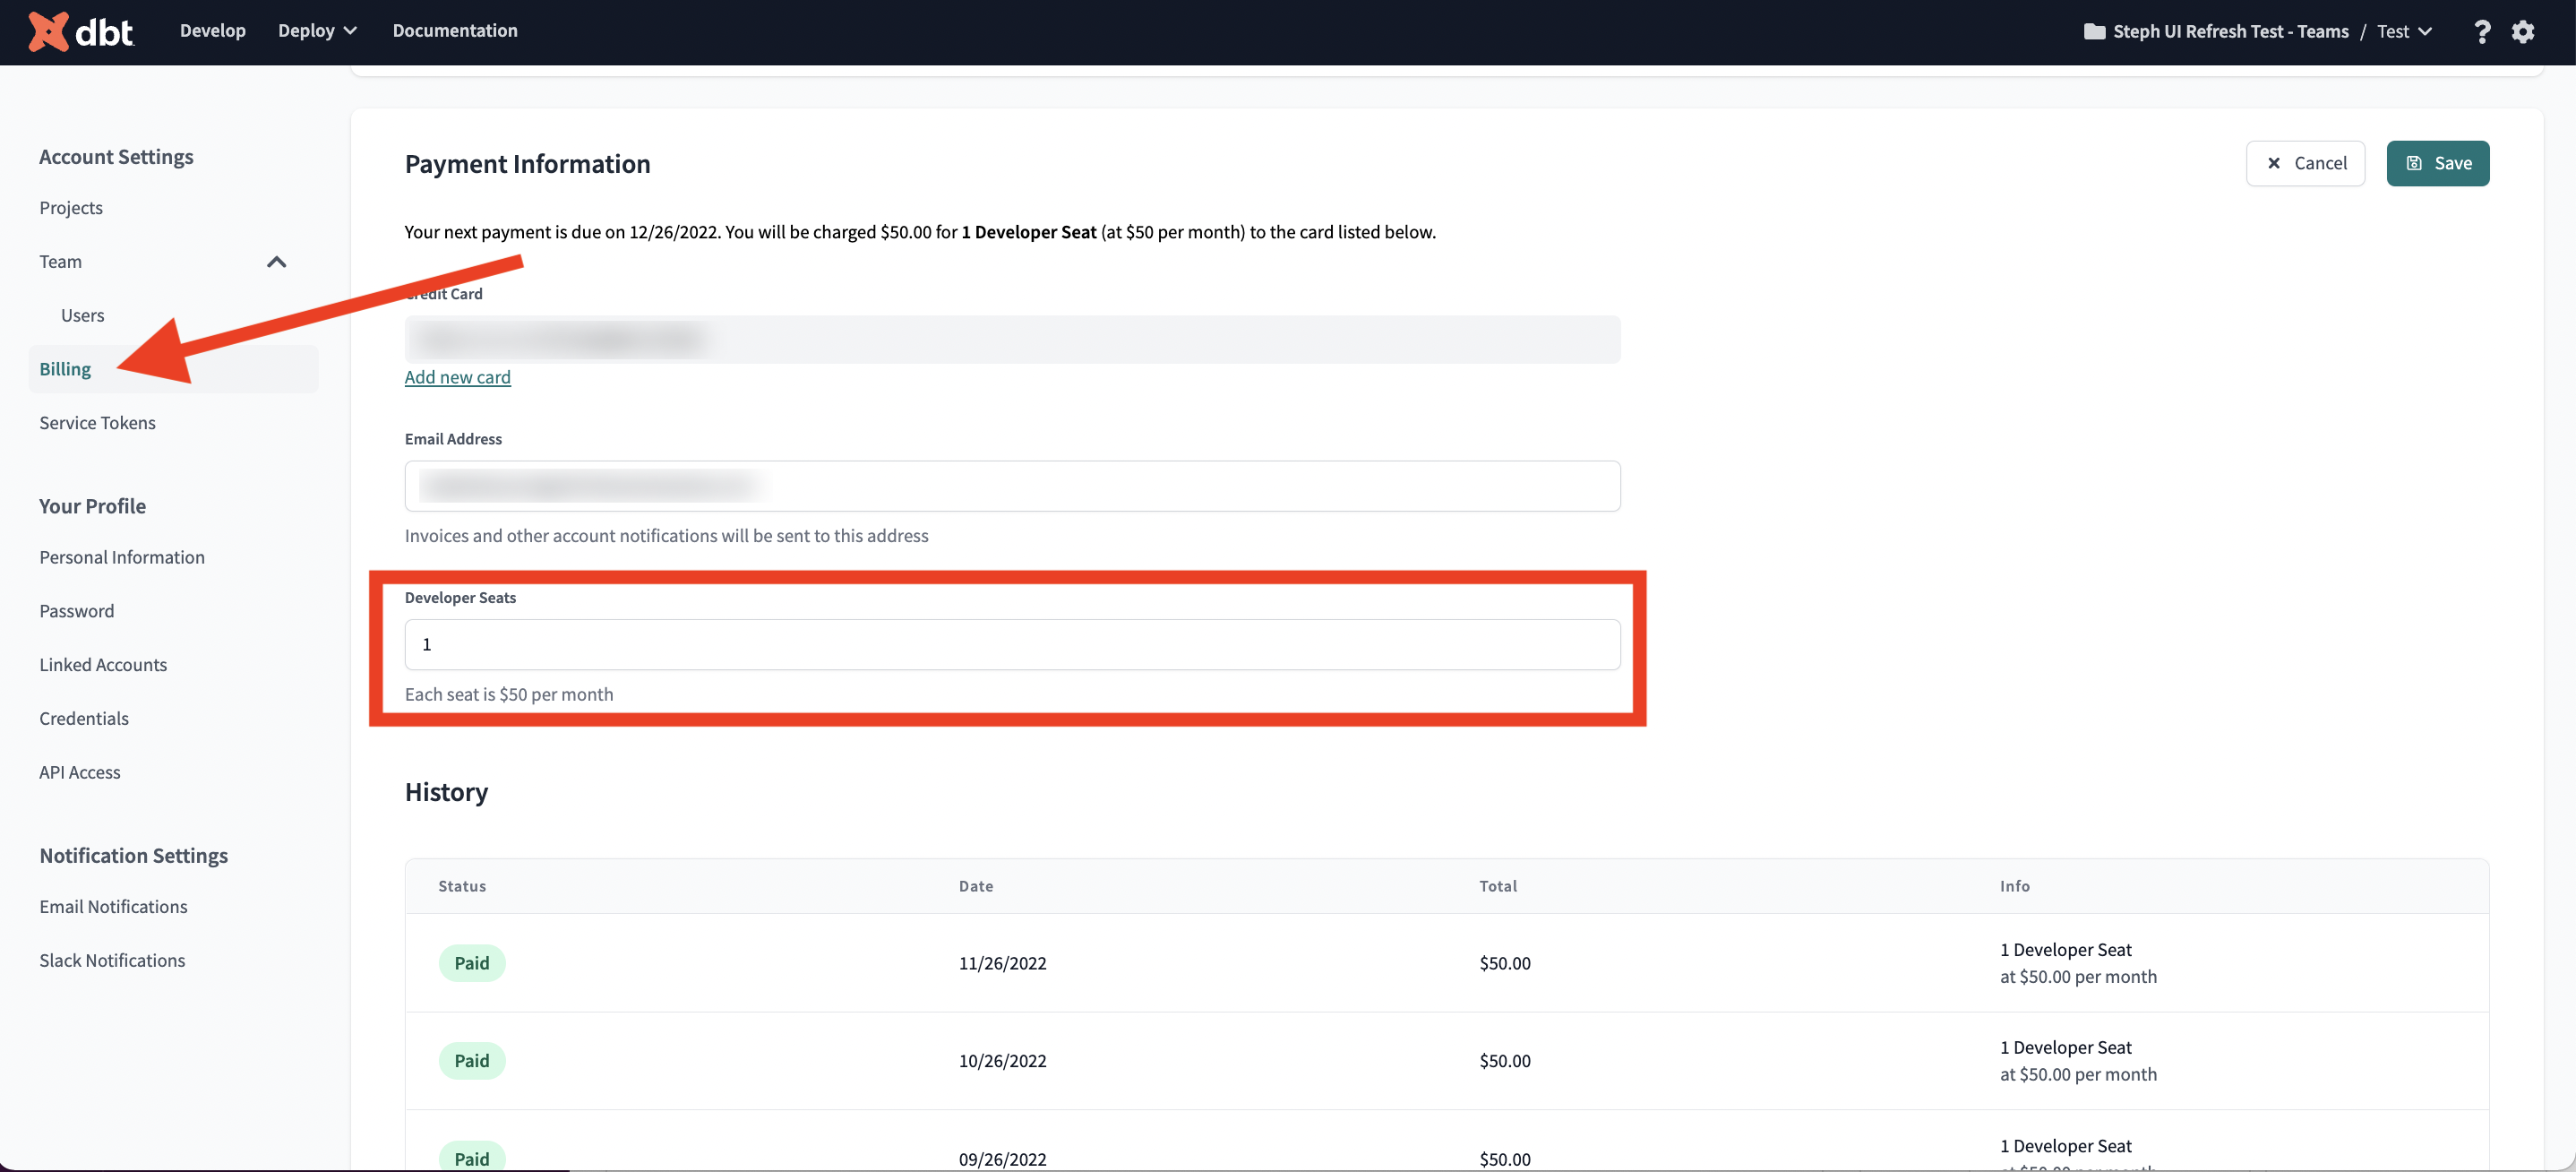 dbt
Develop
Deploy
Documentation
Steph UI Refresh Test - Teams / Test
?
Account Settings
Projects
Team
Users
Billing
Service Tokens
Your Profile
Personal Information
Password
Linked Accounts
Credentials
API Access
Notification Settings
Email Notifications
Slack Notifications
Payment Information
Cancel
Save
Your next payment is due on 12/26/2022. You will be charged $50.00 for 1 Developer Seat (at $50 per month) to the card listed below.
Credit Card
Add new card
Email Address
Invoices and other account notifications will be sent to this address
Developer Seats
1
Each seat is $50 per month
History
Status Date Total Info
Paid 11/26/2022 $50.00 1 Developer Seat
at $50.00 per month
Paid 10/26/2022 $50.00 1 Developer Seat
at $50.00 per month
Paid 09/26/2022 $50.00 1 Developer Seat
at $50.00 per month